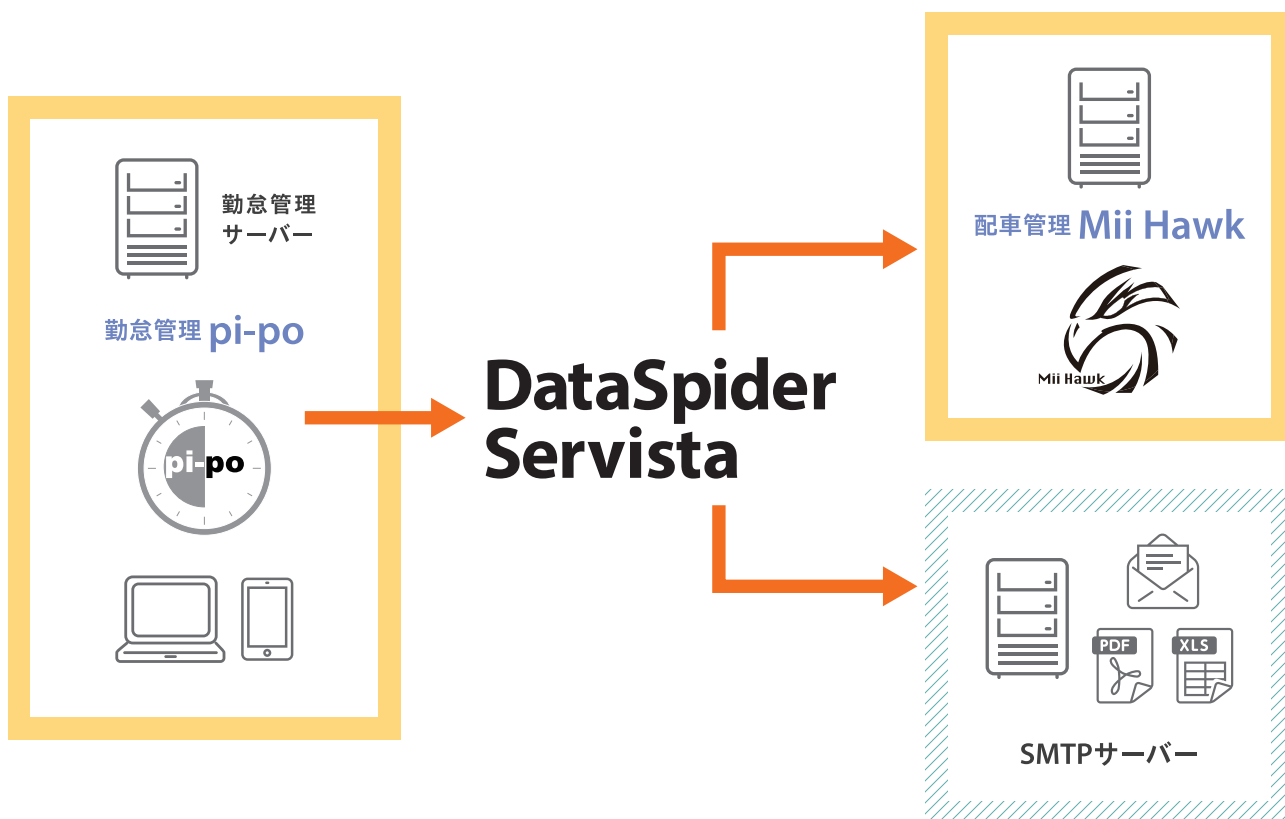 勤怠管理
サーバー
勤怠管理 pi-po
pi-po
DataSpider
Servista
配車管理 Mii Hawk
Mii Hawk
PDF
XLS
SMTPサーバー